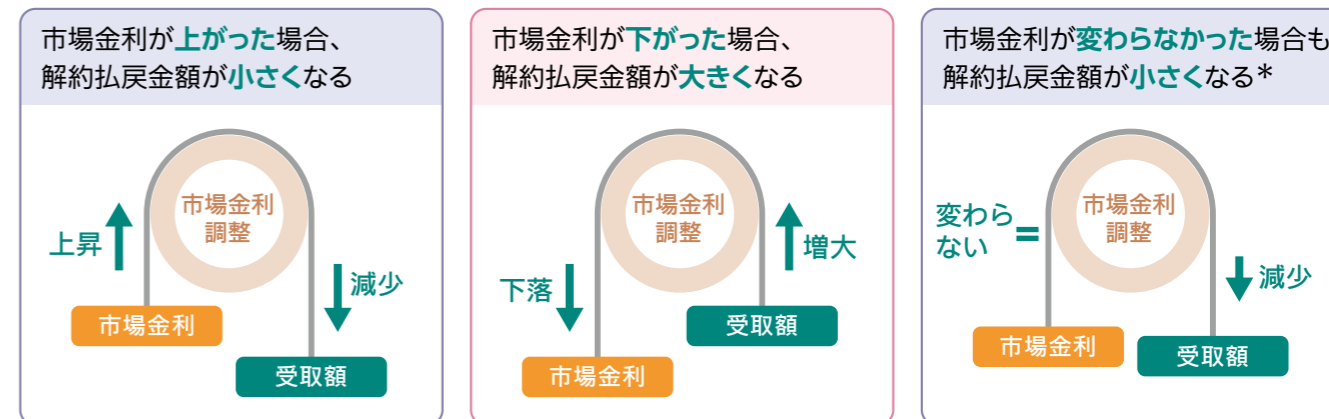 市場金利が上がった場合、
解約払戻金額が小さくなる
市場金利
調整
上昇
減少
市場金利
受取額
市場金利が下がった場合、
解約払戻金額が大きくなる
市場金利
調整
下落
増大
受取額
市場金利
市場金利が変わらなかった場合も
解約払戻金額が小さくなる*
市場金利
調整
変わら
ない
=
減少
市場金利
受取額